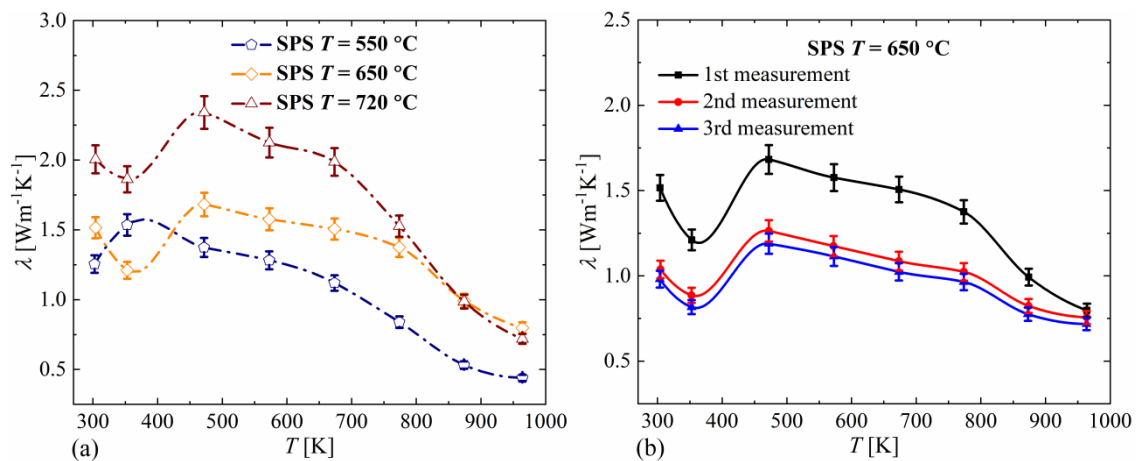 3.0
2.5
2.0
1.5
1.0
0.5
λ [Wm⁻¹K⁻¹]
SPS T = 550 °C
SPS T = 650 °C
SPS T = 720 °C
300 400 500 600 700 800 900 1000
(a)
T [K]
2.5
2.0
1.5
1.0
0.5
λ [Wm⁻¹K⁻¹]
SPS T = 650 °C
1st measurement
2nd measurement
3rd measurement
300 400 500 600 700 800 900 1000
(b)
T [K]